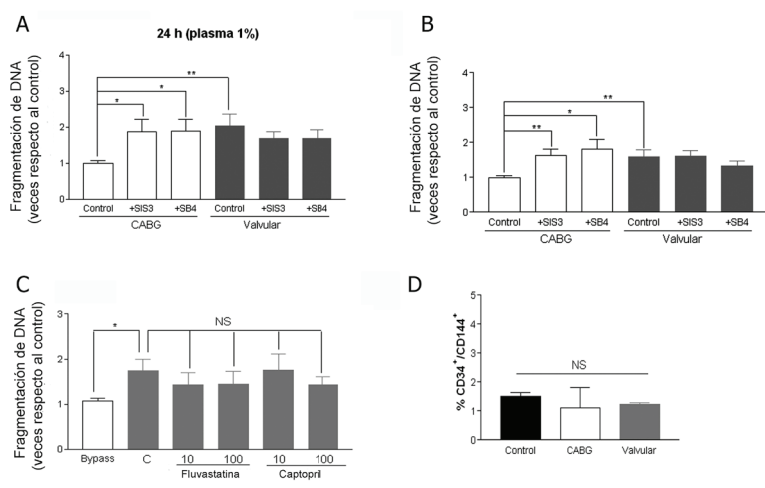 A
24 h (plasma 1%)
Fragmentación de DNA
(veces respecto al control)
4
3
2
1
0
*
*
**
Control +SIS3 +SB4 Control +SIS3 +SB4
CABG Valvular
B
Fragmentación de DNA
(veces respecto al control)
4
3
2
1
0
**
*
**
Control +SIS3 +SB4 Control +SIS3 +SB4
CABG Valvular
C
Fragmentación de DNA
(veces respecto al control)
3
2
1
0
*
NS
Bypass C 10 100 10 100
Fluvastatina Captopril
D
% CD34+/CD144+
5
4
3
2
1
0
NS
Control CABG Valvular